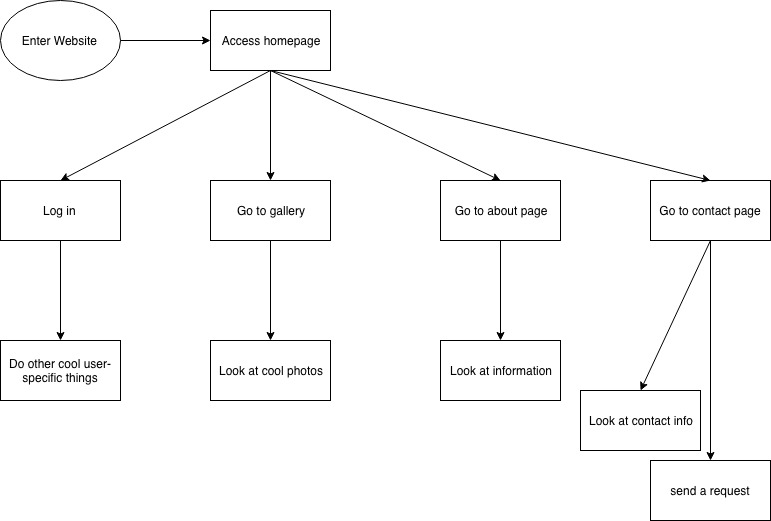 Enter Website
Access homepage
Log in
Go to gallery
Go to about page
Go to contact page
Do other cool user-
specific things
Look at cool photos
Look at information
Look at contact info
send a request